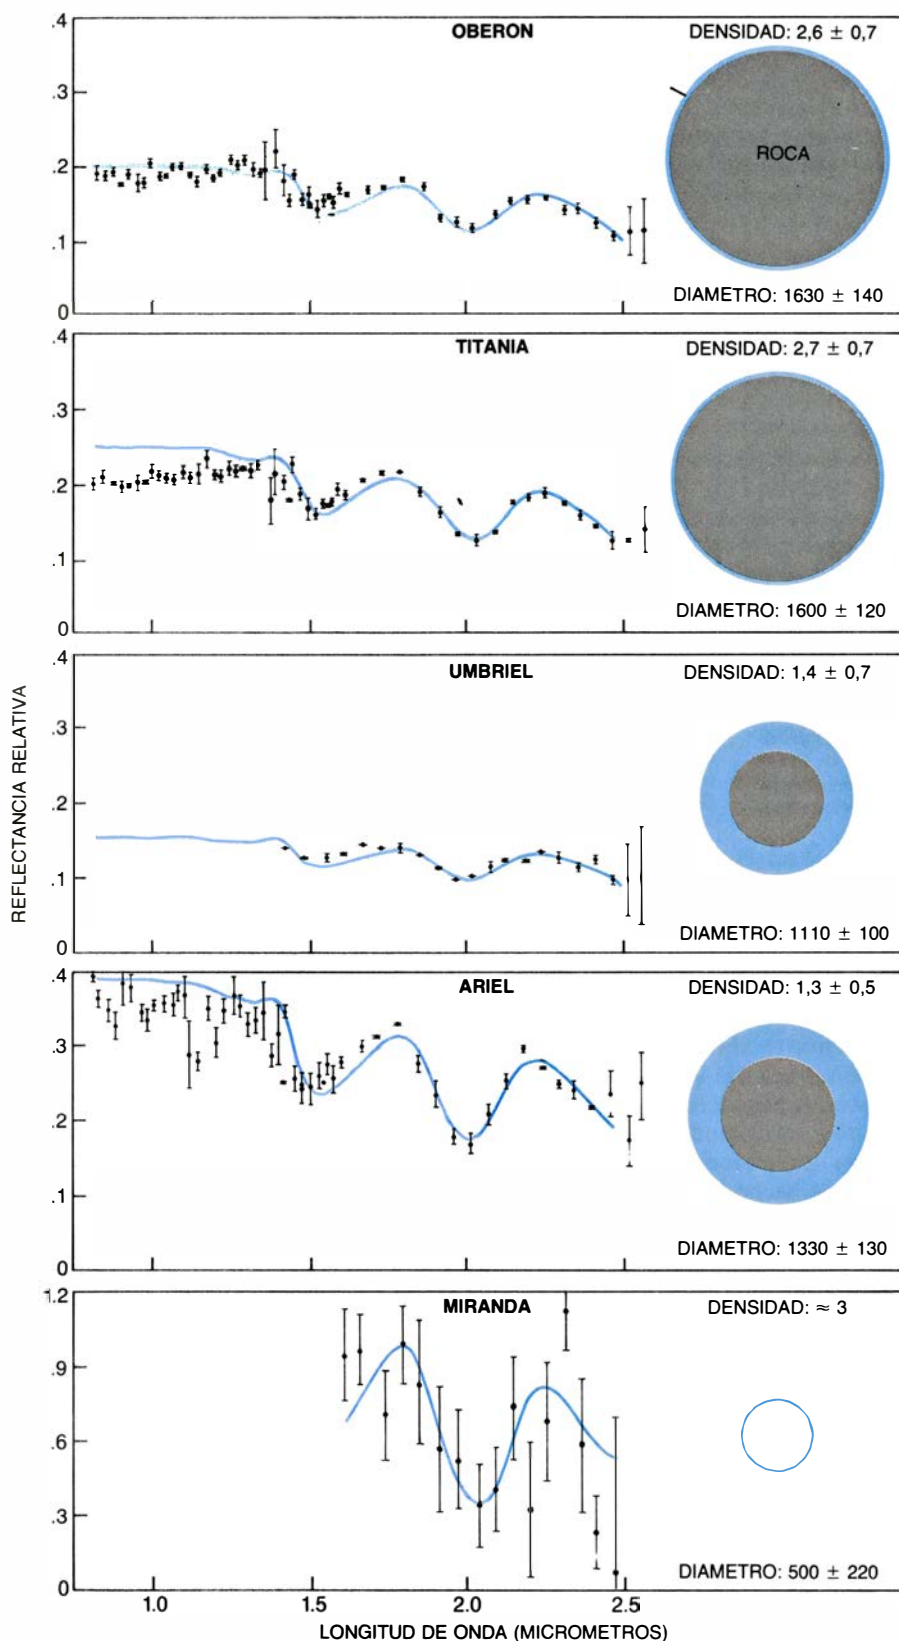 OBERON
DENSIDAD: 2,6 ± 0,7
.4
.3
.2
.1
0
ROCA
DIAMETRO: 1630 ± 140
TITANIA
DENSIDAD: 2,7 ± 0,7
.4
.3
.2
.1
0
DIAMETRO: 1600 ± 120
UMBRIEL
DENSIDAD: 1,4 ± 0,7
.4
.3
.2
.1
0
DIAMETRO: 1110 ± 100
REFLECTANCIA RELATIVA
ARIEL
DENSIDAD: 1,3 ± 0,5
.4
.3
.2
.1
0
DIAMETRO: 1330 ± 130
MIRANDA
DENSIDAD: ≈ 3
1.2
.9
.6
.3
0
DIAMETRO: 500 ± 220
1.0 1.5 2.0 2.5
LONGITUD DE ONDA (MICROMETROS)